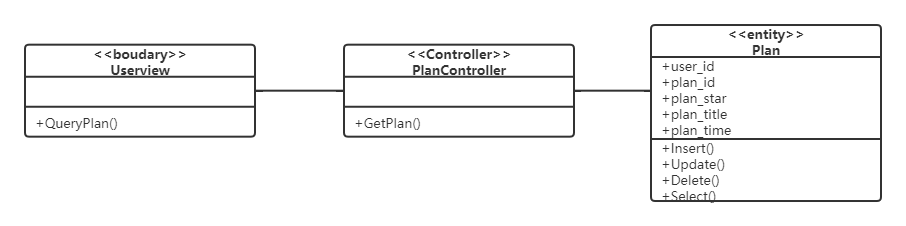 <<boudary>>
Userview
+QueryPlan()
<<Controller>>
PlanController
+GetPlan()
<<entity>>
Plan
+user_id
+plan_id
+plan_star
+plan_title
+plan_time
+Insert()
+Update()
+Delete()
+Select()